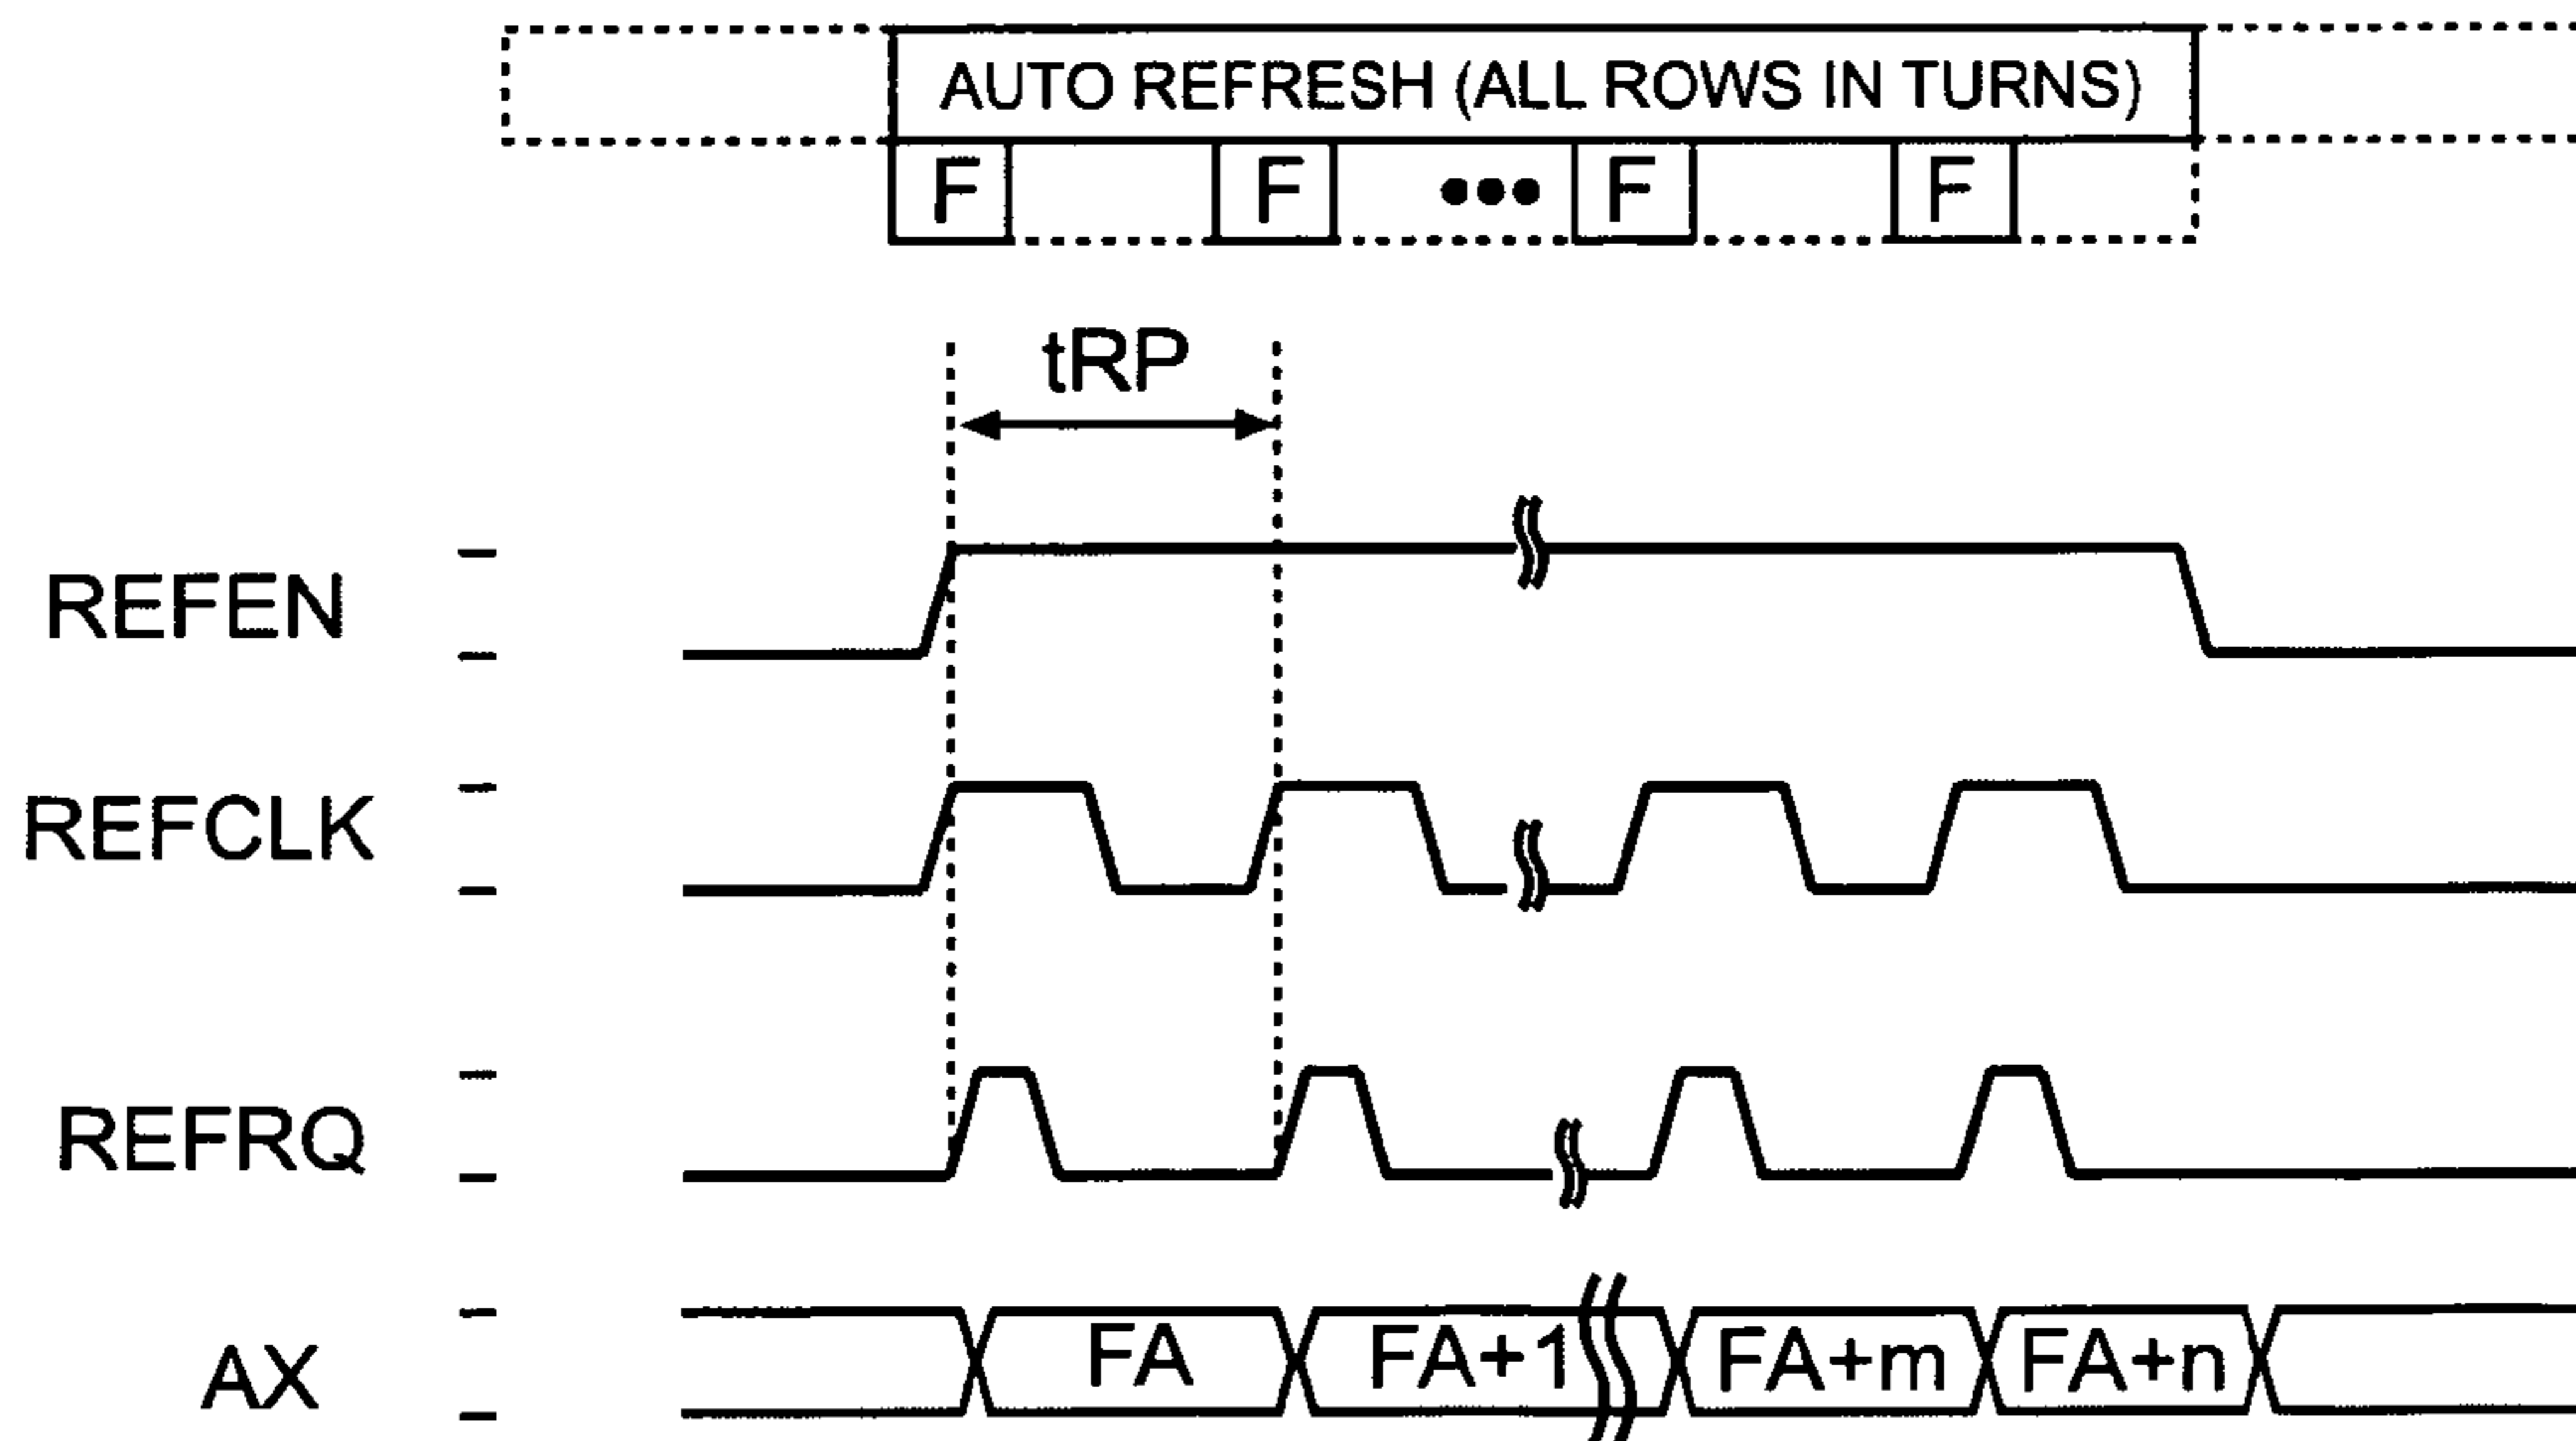 AUTO REFRESH (ALL ROWS IN TURNS)
F F ••• F F
tRP
REFEN
REFCLK
REFRQ
AX FA FA+1 FA+m FA+n